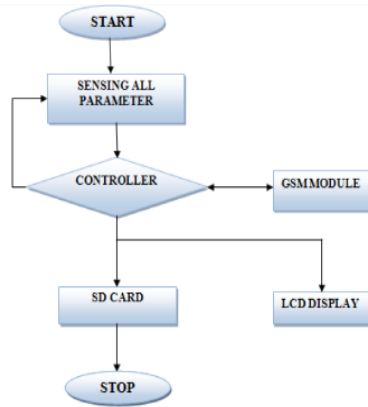 START
SENSING ALL
PARAMETER
CONTROLLER
GSM MODULE
SD CARD
LCD DISPLAY
STOP